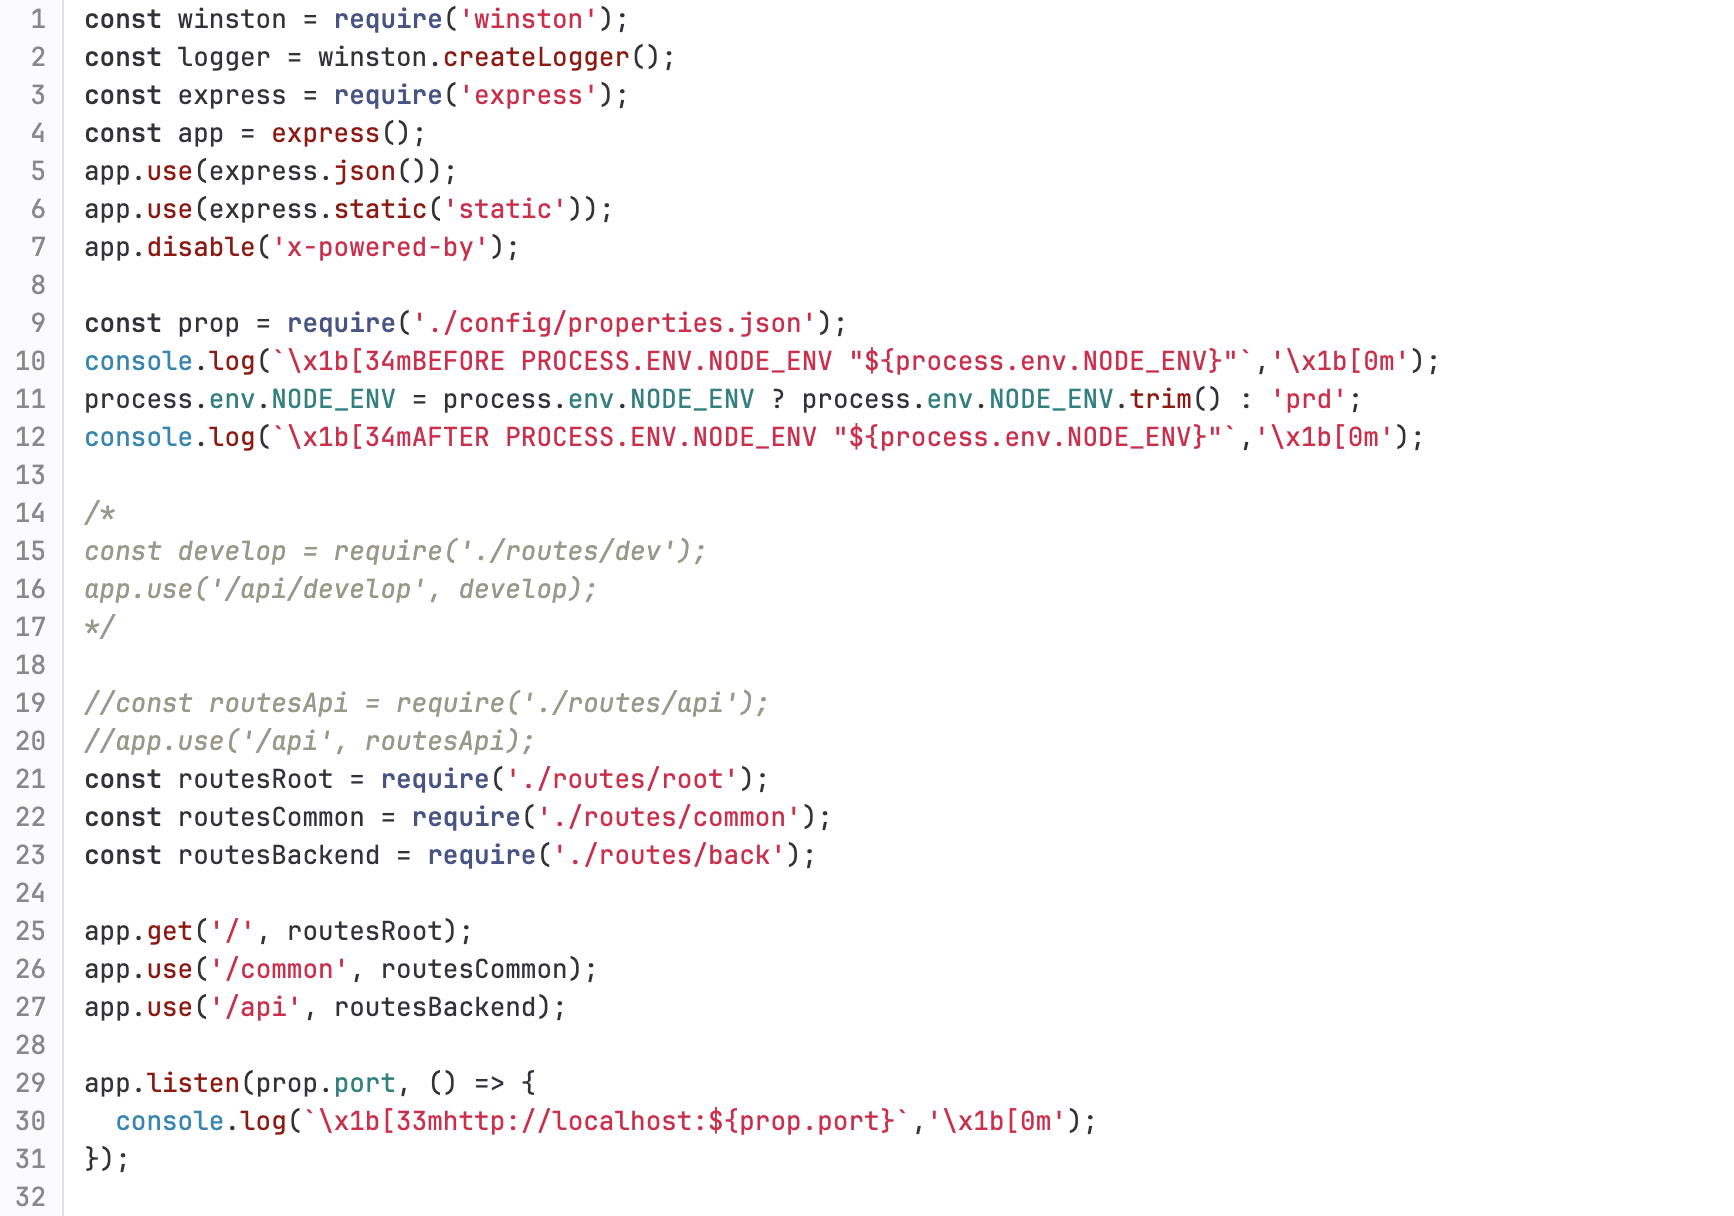 1 const winston = require('winston');
2 const logger = winston.createLogger();
3 const express = require('express');
4 const app = express();
5 app.use(express.json());
6 app.use(express.static('static'));
7 app.disable('x-powered-by');
8
9 const prop = require('./config/properties.json');
10 console.log(`\x1b[34mBEFORE PROCESS.ENV.NODE_ENV "${process.env.NODE_ENV}"`,'\x1b[0m');
11 process.env.NODE_ENV = process.env.NODE_ENV ? process.env.NODE_ENV.trim() : 'prd';
12 console.log(`\x1b[34mAFTER PROCESS.ENV.NODE_ENV "${process.env.NODE_ENV}"`,'\x1b[0m');
13
14 /*
15 const develop = require('./routes/dev');
16 app.use('/api/develop', develop);
17 */
18
19 //const routesApi = require('./routes/api');
20 //app.use('/api', routesApi);
21 const routesRoot = require('./routes/root');
22 const routesCommon = require('./routes/common');
23 const routesBackend = require('./routes/back');
24
25 app.get('/', routesRoot);
26 app.use('/common', routesCommon);
27 app.use('/api', routesBackend);
28
29 app.listen(prop.port, () => {
30   console.log(`\x1b[33mhttp://localhost:${prop.port}`,'\x1b[0m');
31 });
32